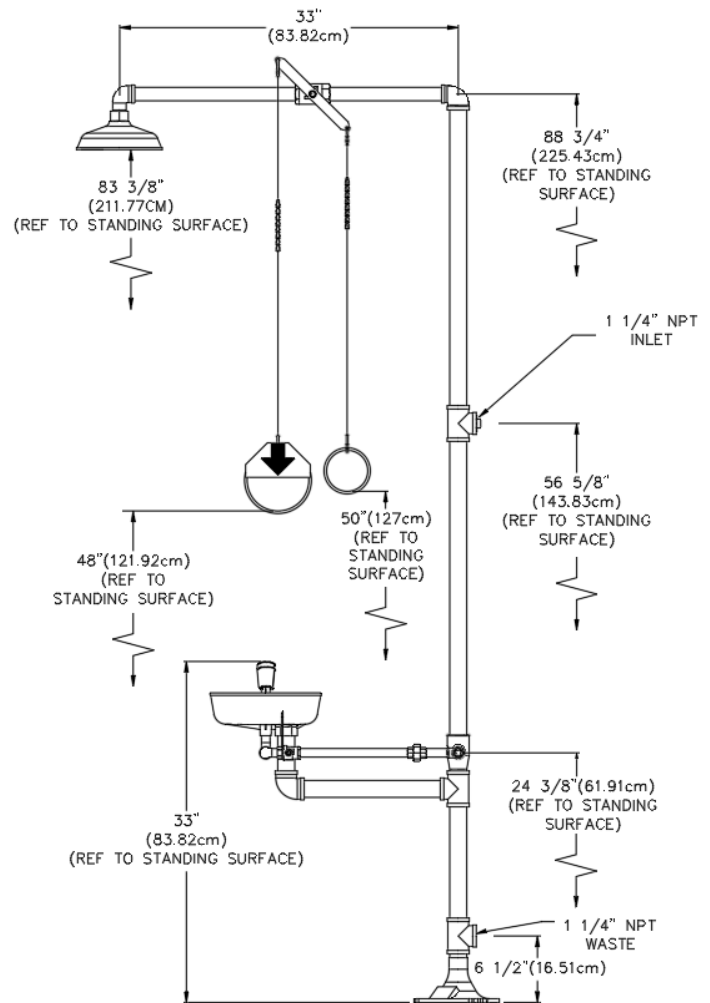 33"
(83.82cm)
88 3/4"
(225.43cm)
(REF TO STANDING
SURFACE)
83 3/8"
(211.77CM)
(REF TO STANDING SURFACE)
1 1/4" NPT
INLET
56 5/8"
(143.83cm)
(REF TO STANDING
SURFACE)
50"(127cm)
(REF TO
STANDING
SURFACE)
48"(121.92cm)
(REF TO
STANDING SURFACE)
24 3/8"(61.91cm)
(REF TO STANDING
SURFACE)
33"
(83.82cm)
(REF TO STANDING SURFACE)
1 1/4" NPT
WASTE
6 1/2"(16.51cm)